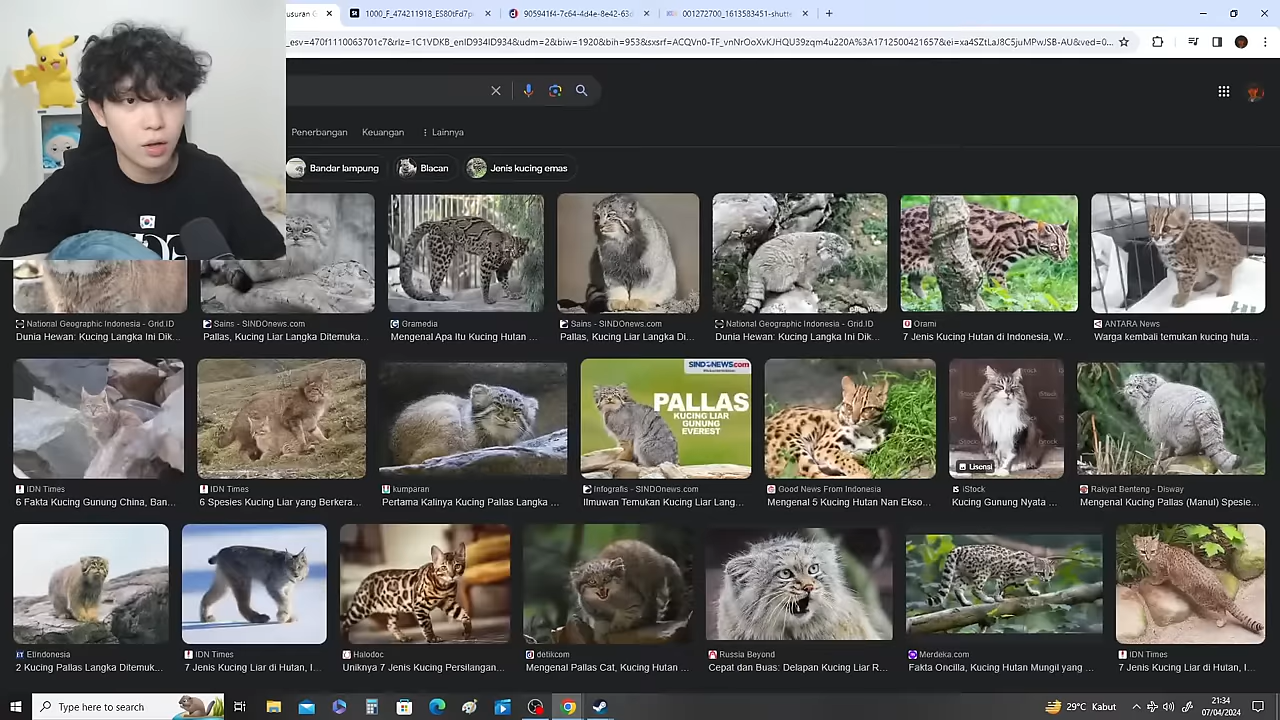 usuran G
1000_F_474211918_ES80tFd7p
905941f4-7c64-4d4e-8e42-63d
001272700_1613583451-shutte
Penerbangan
Keuangan
Lainnya
Bandar lampung
Blacan
Jenis kucing emas
National Geographic Indonesia - Grid.ID
Dunia Hewan: Kucing Langka Ini Dik...
Sains - SINDOnews.com
Pallas, Kucing Liar Langka Ditemuka...
Gramedia
Mengenal Apa Itu Kucing Hutan ...
Sains - SINDOnews.com
Pallas, Kucing Liar Langka Di...
National Geographic Indonesia - Grid.ID
Dunia Hewan: Kucing Langka Ini Dik...
Orami
7 Jenis Kucing Hutan di Indonesia, W...
ANTARA News
Warga kembali temukan kucing huta...
SINDONEWS.com
PALLAS
KUCING LIAR
GUNUNG
EVEREST
iStock
Lisensi
IDN Times
6 Fakta Kucing Gunung China, Ban...
IDN Times
6 Spesies Kucing Liar yang Berkera...
kumparan
Pertama Kalinya Kucing Pallas Langka ...
Infografis - SINDOnews.com
Ilmuwan Temukan Kucing Liar Lang...
Good News From Indonesia
Mengenal 5 Kucing Hutan Nan Ekso...
iStock
Kucing Gunung Nyata ...
Rakyat Benteng - Disway
Mengenal Kucing Pallas (Manul) Spesie...
EIIndonesia
2 Kucing Pallas Langka Ditemuk...
IDN Times
7 Jenis Kucing Liar di Hutan, I...
Halodoc
Uniknya 7 Jenis Kucing Persilangan...
detikcom
Mengenal Pallas Cat, Kucing Hutan ...
Russia Beyond
Cepat dan Buas: Delapan Kucing Liar R...
Merdeka.com
Fakta Oncilla, Kucing Hutan Mungil yang ...
IDN Times
7 Jenis Kucing Liar di Hutan, I...
Type here to search
29°C Kabut
21:34
07/04/2024